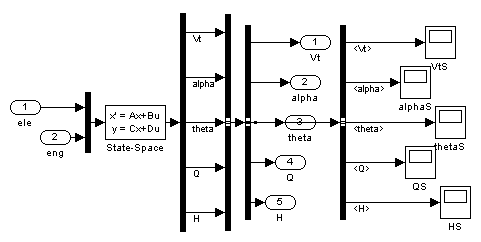 1
ele
2
eng
x' = Ax+Bu
y = Cx+Du
State-Space
Vt
alpha
theta
Q
H
1
Vt
2
alpha
3
theta
4
Q
5
H
<Vt>
<alpha>
<theta>
<Q>
<H>
VtS
alphaS
thetaS
QS
HS